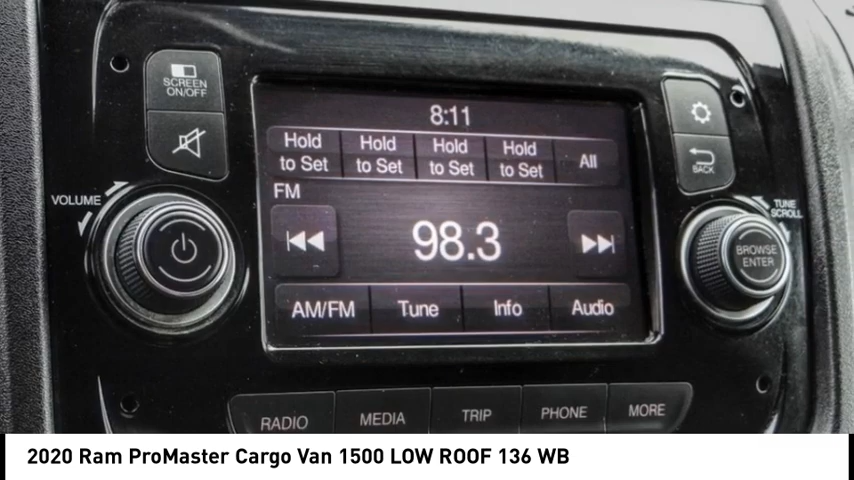 SCREEN
ON/OFF
8:11
Hold Hold Hold Hold
to Set to Set to Set to Set All
FM
VOLUME
TUNE
SCROLL
BACK
98.3
BROWSE
ENTER
AM/FM Tune Info Audio
RADIO MEDIA TRIP PHONE MORE
2020 Ram ProMaster Cargo Van 1500 LOW ROOF 136 WB